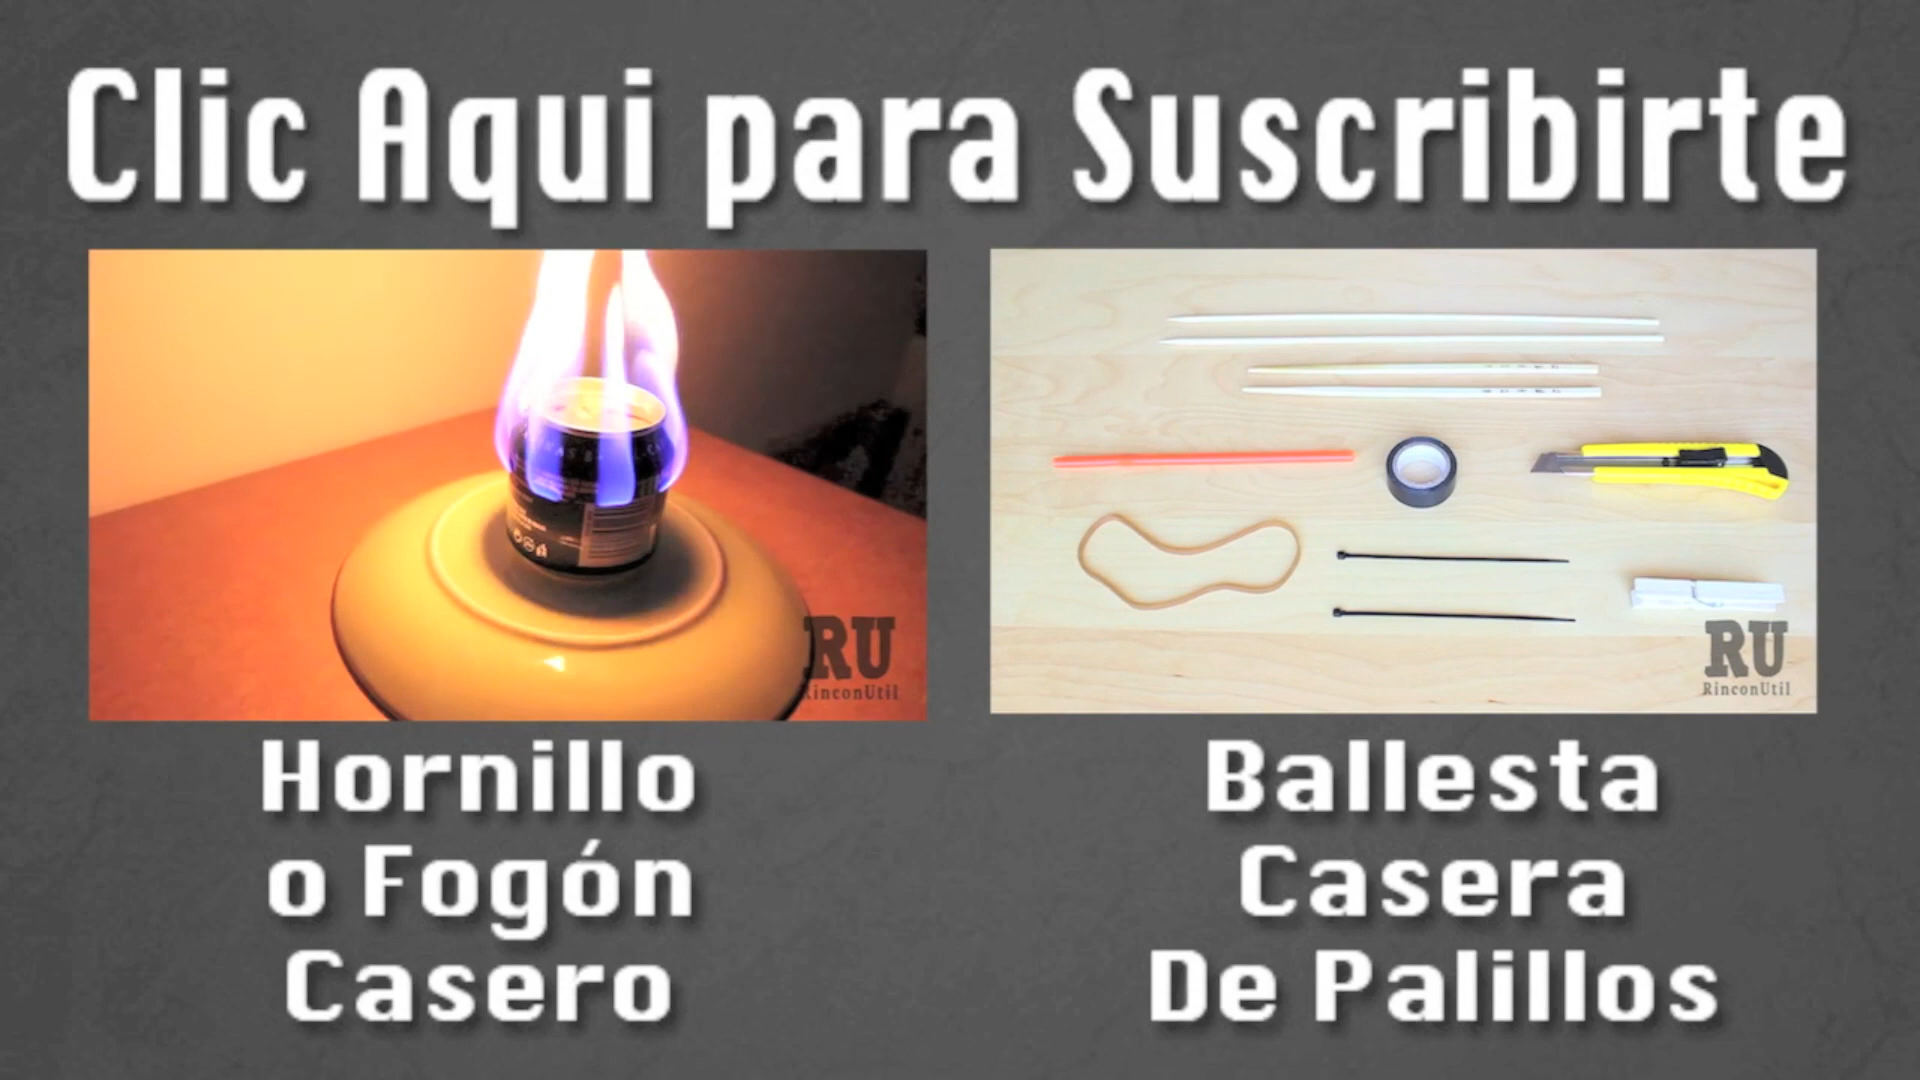 Clic Aqui para Suscribirte
RU
RinconUtil
RU
RinconUtil
Hornillo
o Fogón
Casero
Ballesta
Casera
De Palillos